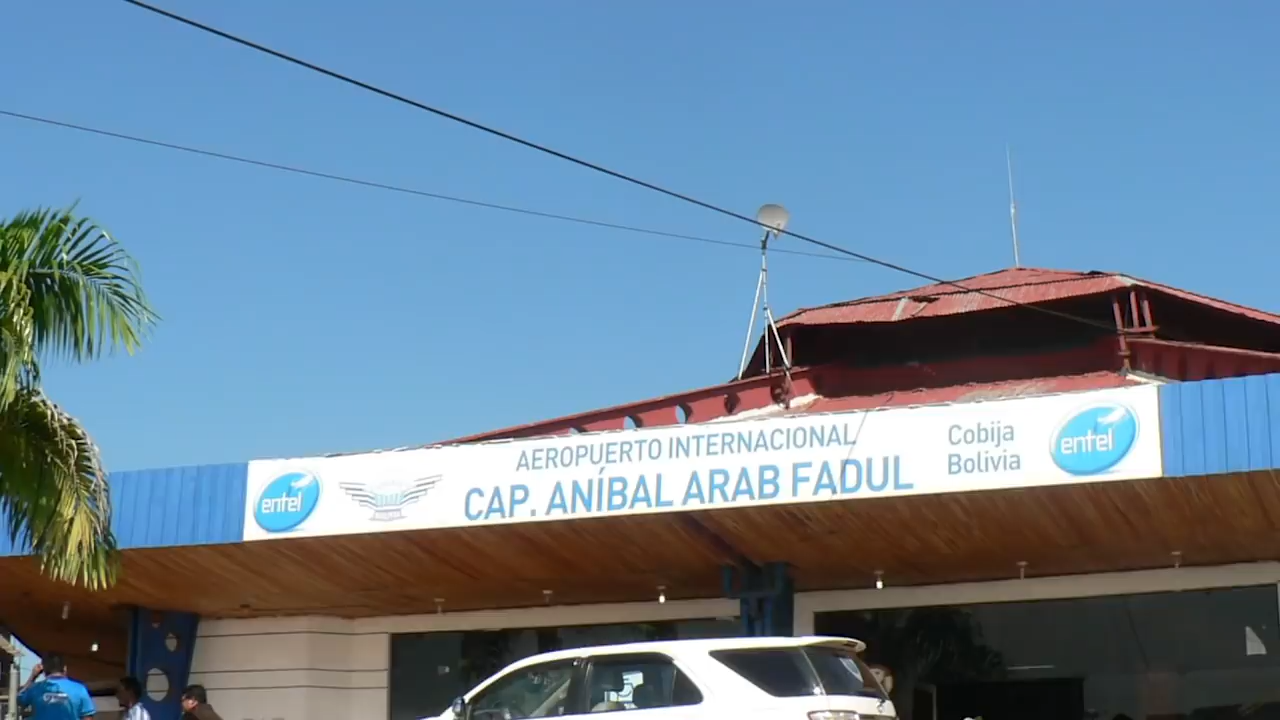 entel
AEROPUERTO INTERNACIONAL
CAP. ANÍBAL ARAB FADUL
Cobija
Bolivia
entel